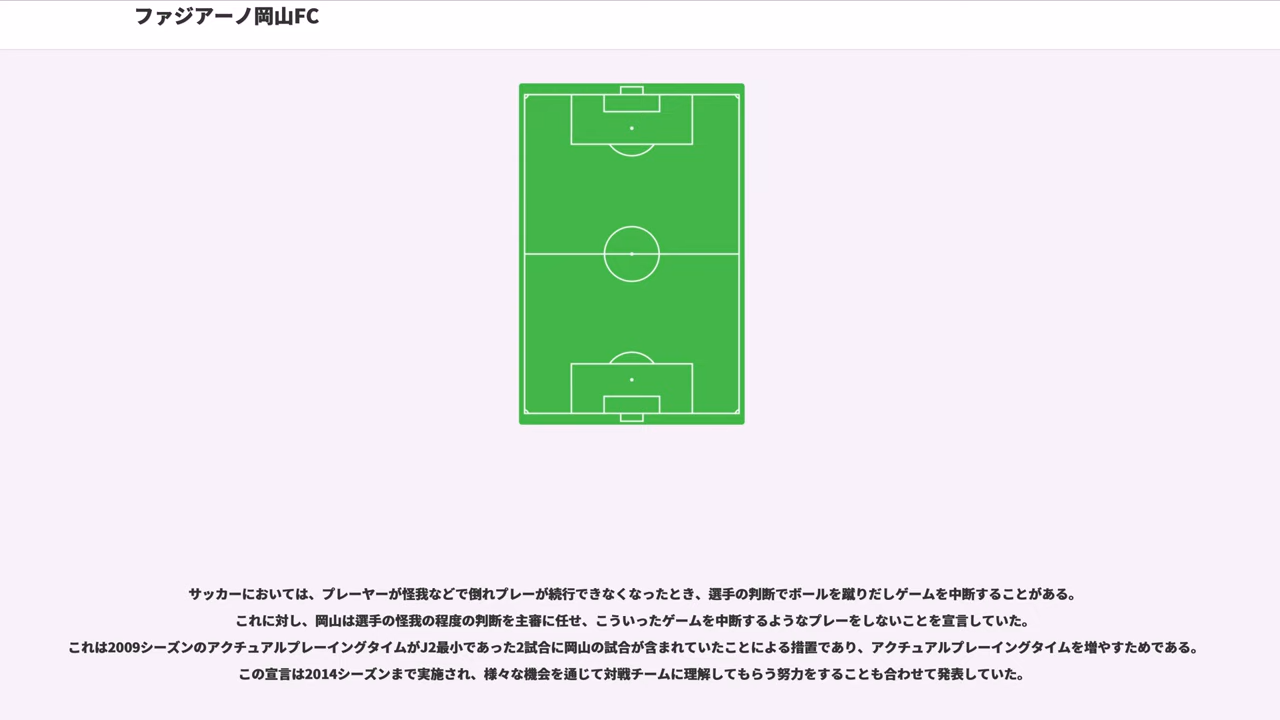 ファジアーノ岡山FC
サッカーにおいては、プレーヤーが怪我などで倒れプレーが続行できなくなったとき、選手の判断でボールを蹴りだしゲームを中断することがある。
これに対し、岡山は選手の怪我の程度の判断を主審に任せ、こういったゲームを中断するようなプレーをしないことを宣言していた。
これは2009シーズンのアクチュアルプレーイングタイムがJ2最小であった2試合に岡山の試合が含まれていたことによる措置であり、アクチュアルプレーイングタイムを増やすためである。
この宣言は2014シーズンまで実施され、様々な機会を通じて対戦チームに理解してもらう努力をすることも合わせて発表していた。